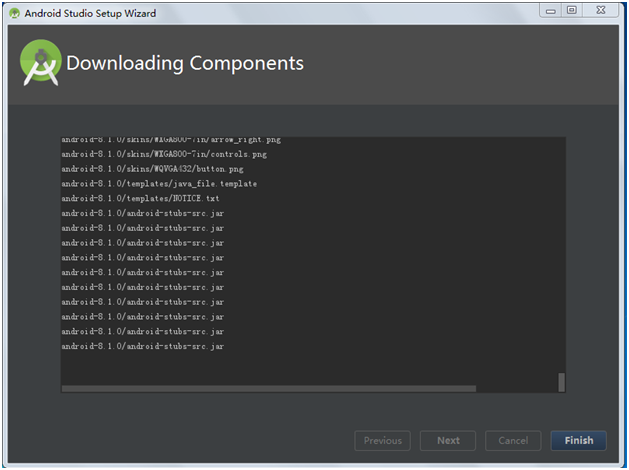 Android Studio Setup Wizard
Downloading Components
android-8.1.0/skins/WXGA800-7in/arrow_right.png
android-8.1.0/skins/WXGA800-7in/controls.png
android-8.1.0/skins/WQVGA432/button.png
android-8.1.0/templates/java_file.template
android-8.1.0/templates/NOTICE.txt
android-8.1.0/android-stubs-src.jar
android-8.1.0/android-stubs-src.jar
android-8.1.0/android-stubs-src.jar
android-8.1.0/android-stubs-src.jar
android-8.1.0/android-stubs-src.jar
android-8.1.0/android-stubs-src.jar
android-8.1.0/android-stubs-src.jar
android-8.1.0/android-stubs-src.jar
android-8.1.0/android-stubs-src.jar
android-8.1.0/android-stubs-src.jar
Previous Next Cancel Finish